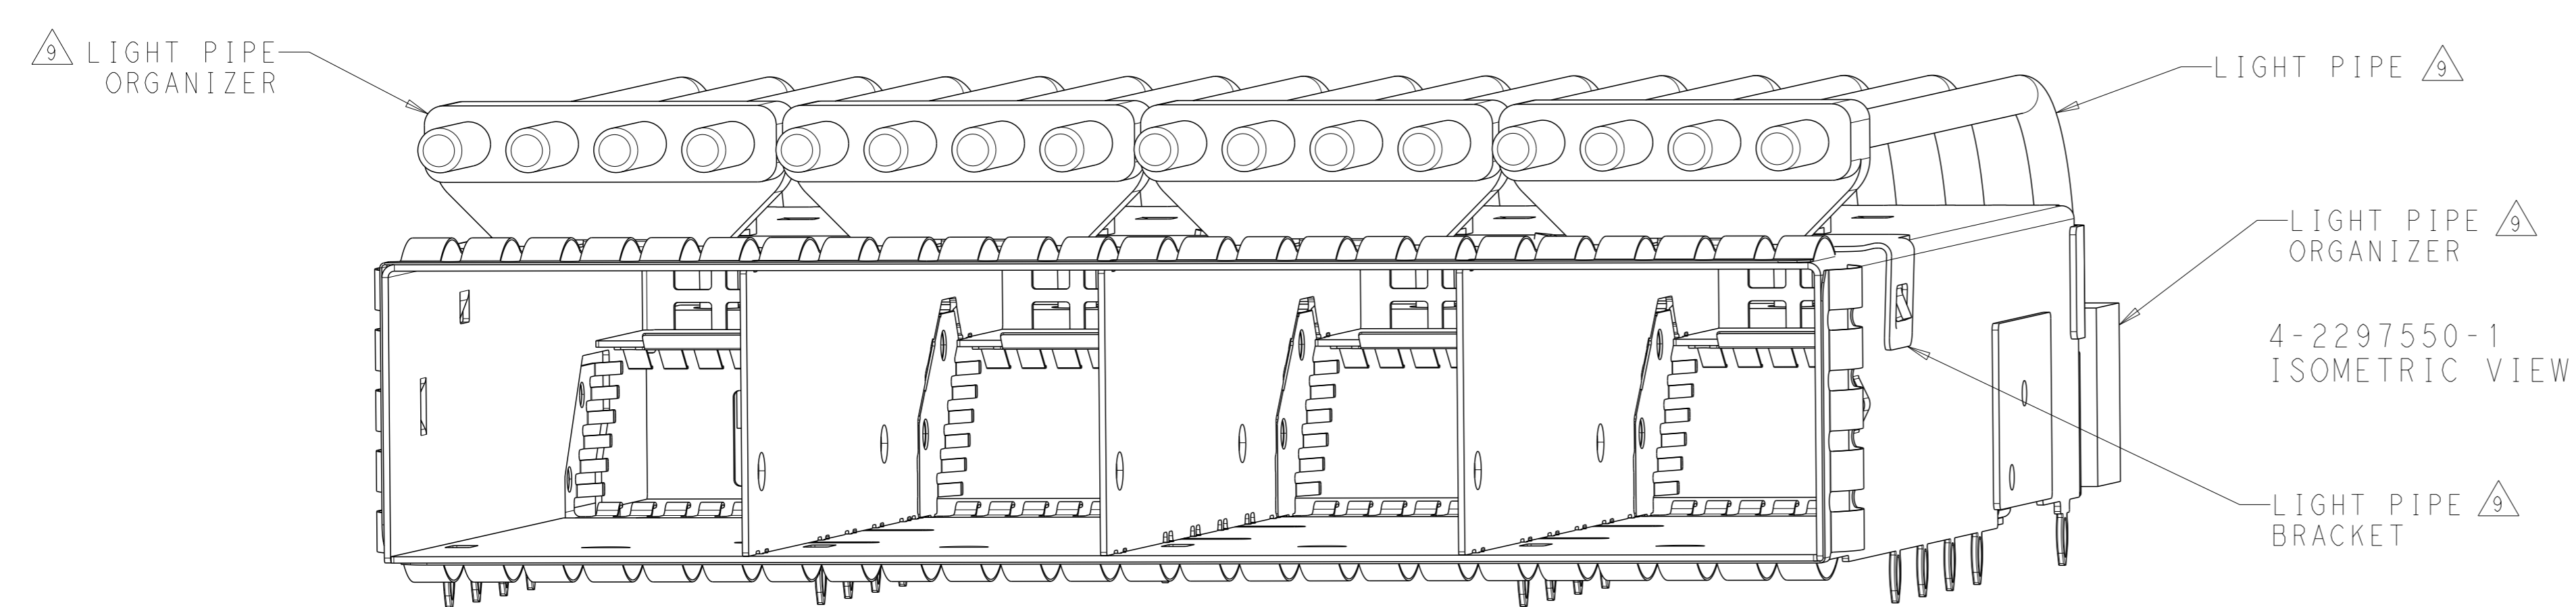 9 LIGHT PIPE
ORGANIZER
LIGHT PIPE 9
LIGHT PIPE 9
ORGANIZER
4-2297550-1
ISOMETRIC VIEW
LIGHT PIPE 9
BRACKET